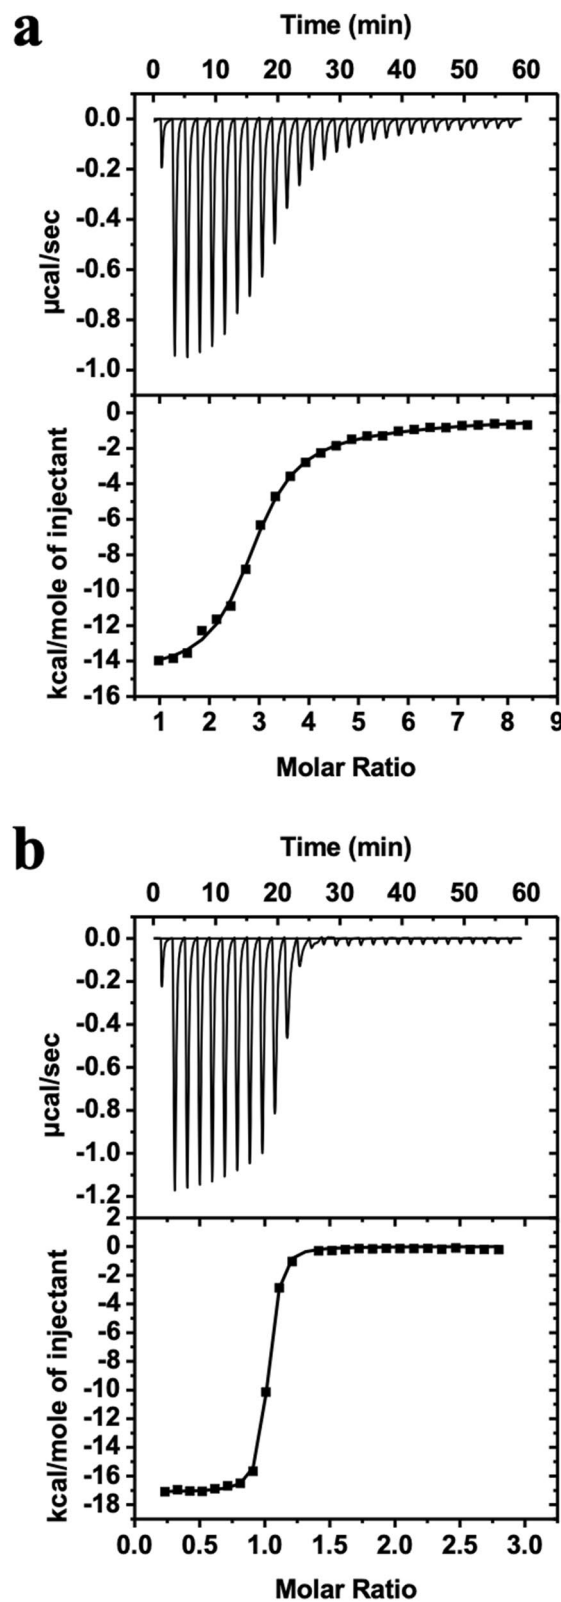 a
Time (min)
0 10 20 30 40 50 60
0.0
-0.2
-0.4
-0.6
-0.8
-1.0
µcal/sec
0
-2
-4
-6
-8
-10
-12
-14
-16
kcal/mole of injectant
1 2 3 4 5 6 7 8 9
Molar Ratio
b
Time (min)
0 10 20 30 40 50 60
0.0
-0.2
-0.4
-0.6
-0.8
-1.0
-1.2
µcal/sec
2
0
-2
-4
-6
-8
-10
-12
-14
-16
-18
kcal/mole of injectant
0.0 0.5 1.0 1.5 2.0 2.5 3.0
Molar Ratio